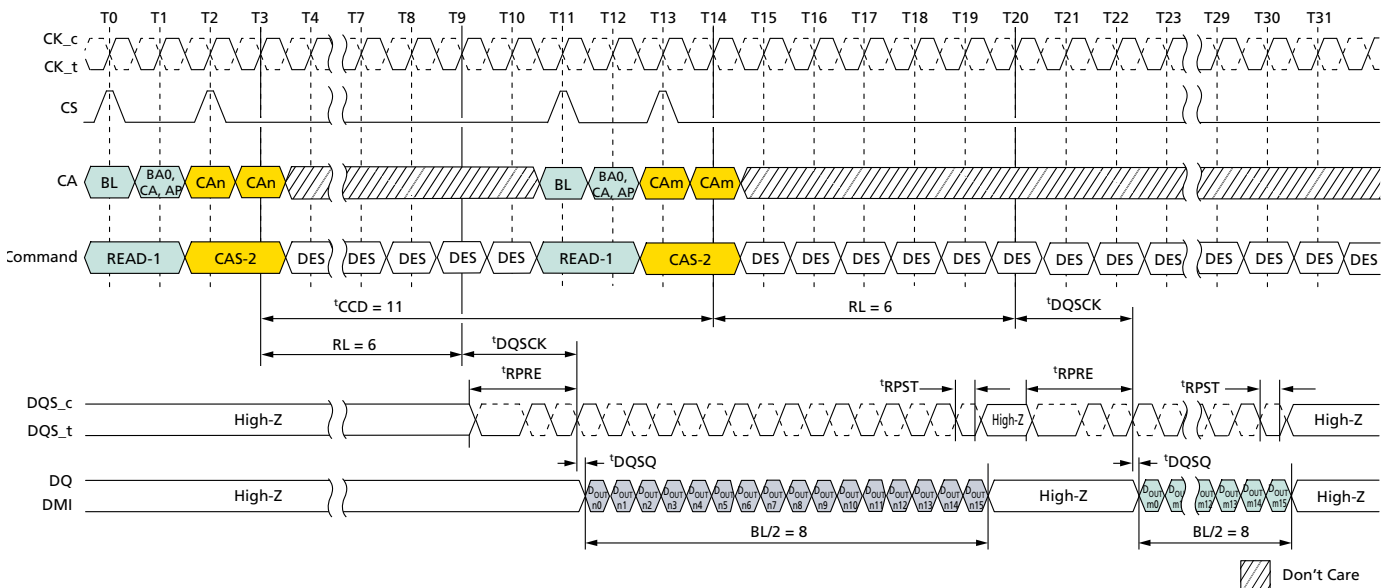 T0 T1 T2 T3 T4 T7 T8 T9 T10 T11 T12 T13 T14 T15 T16 T17 T18 T19 T20 T21 T22 T23 T29 T30 T31
CK_c
CK_t
CS
CA BL BA0, CA, AP CAn CAn BL BA0, CA, AP CAm CAm
Command READ-1 CAS-2 DES DES DES DES DES READ-1 CAS-2 DES DES DES DES DES DES DES DES DES DES DES DES DES
tCCD = 11 RL = 6 tDQSCK
RL = 6 tDQSCK
tRPRE tRPST tRPRE tRPST
DQS_c
DQS_t
High-Z High-Z High-Z
tDQSQ tDQSQ
DQ
DMI
High-Z DOUT n0 DOUT n1 DOUT n2 DOUT n3 DOUT n4 DOUT n5 DOUT n6 DOUT n7 DOUT n8 DOUT n9 DOUT n10 DOUT n11 DOUT n12 DOUT n13 DOUT n14 DOUT n15 High-Z DOUT m0 DOUT m1 DOUT m12 DOUT m13 DOUT m14 DOUT m15 High-Z
BL/2 = 8 BL/2 = 8
Don't Care